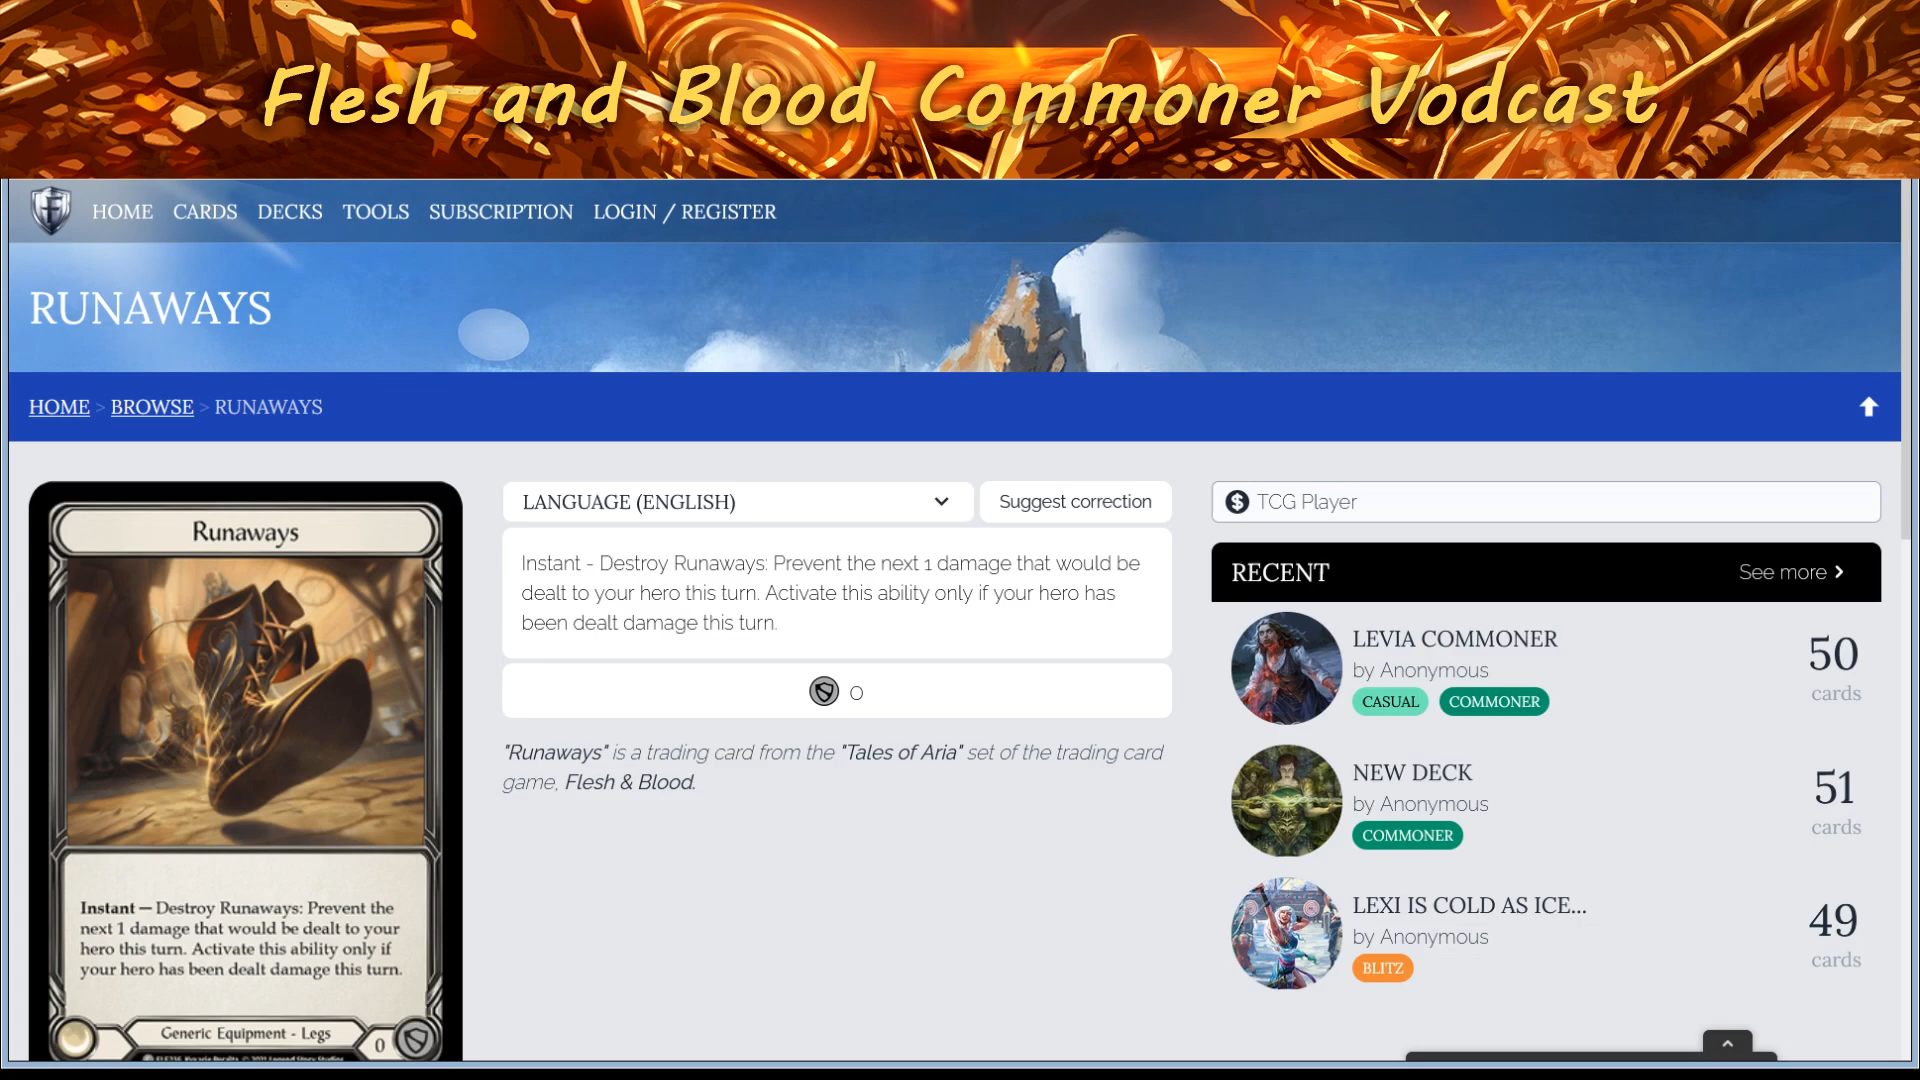 Flesh and Blood Commoner Vodcast
HOME CARDS DECKS TOOLS SUBSCRIPTION LOGIN / REGISTER
RUNAWAYS
HOME > BROWSE > RUNAWAYS
Runaways
Instant — Destroy Runaways: Prevent the
next 1 damage that would be dealt to your
hero this turn. Activate this ability only if
your hero has been dealt damage this turn.
Generic Equipment - Legs
0
LANGUAGE (ENGLISH)
Suggest correction
Instant - Destroy Runaways: Prevent the next 1 damage that would be
dealt to your hero this turn. Activate this ability only if your hero has
been dealt damage this turn.
0
"Runaways" is a trading card from the "Tales of Aria" set of the trading card
game, Flesh & Blood.
$ TCG Player
RECENT
See more
LEVIA COMMONER
by Anonymous
CASUAL COMMONER
50
cards
NEW DECK
by Anonymous
COMMONER
51
cards
LEXI IS COLD AS ICE...
by Anonymous
BLITZ
49
cards